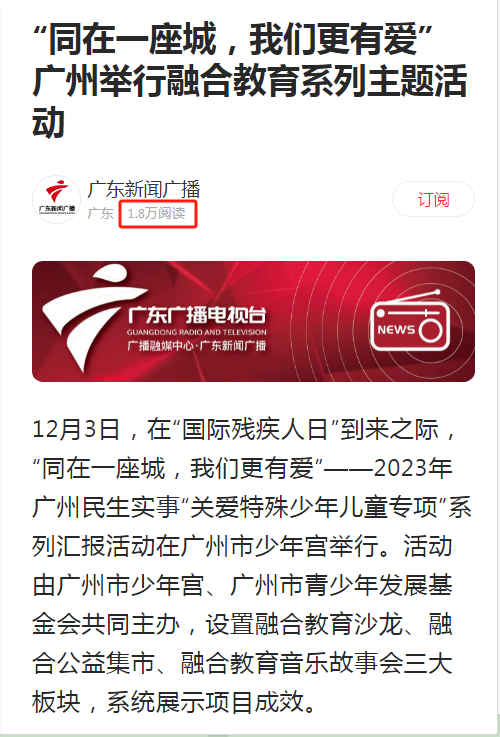 “同在一座城，我们更有爱”
广州举行融合教育系列主题活
动
广东新闻广播
广东新闻广播
广东 1.8万阅读
订阅
广东广播电视台
GUANGDONG RADIO AND TELEVISION
广播融媒中心·广东新闻广播
NEWS
12月3日，在“国际残疾人日”到来之际，
“同在一座城，我们更有爱”——2023年
广州民生实事“关爱特殊少年儿童专项”系
列汇报活动在广州市少年宫举行。活动
由广州市少年宫、广州市青少年发展基
金会共同主办，设置融合教育沙龙、融
合公益集市、融合教育音乐故事会三大
板块，系统展示项目成效。